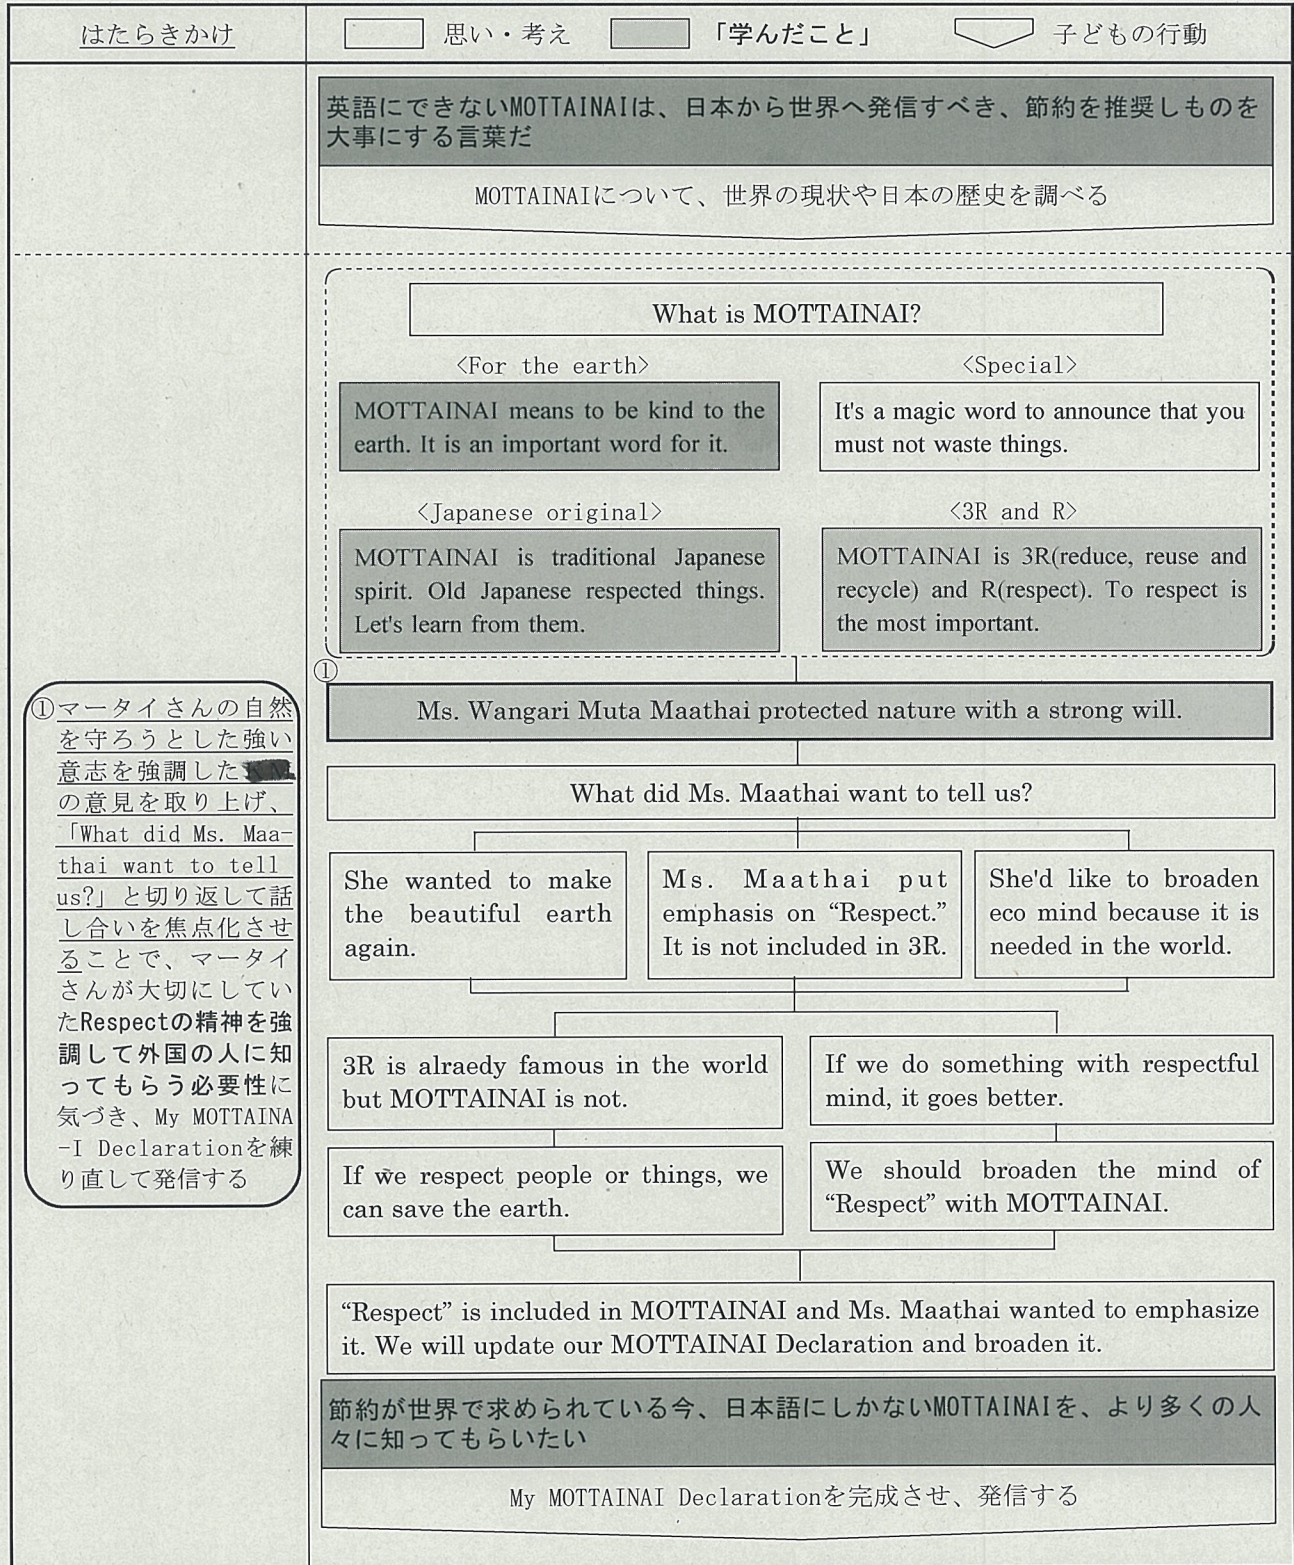 はたらきかけ
思い・考え
「学んだこと」
子どもの行動
英語にできないMOTTAINAIは、日本から世界へ発信すべき、節約を推奨しものを
大事にする言葉だ
MOTTAINAIについて、世界の現状や日本の歴史を調べる
What is MOTTAINAI?
<For the earth>
MOTTAINAI means to be kind to the
earth. It is an important word for it.
<Special>
It's a magic word to announce that you
must not waste things.
<Japanese original>
MOTTAINAI is traditional Japanese
spirit. Old Japanese respected things.
Let's learn from them.
<3R and R>
MOTTAINAI is 3R(reduce, reuse and
recycle) and R(respect). To respect is
the most important.
①
Ms. Wangari Muta Maathai protected nature with a strong will.
①マータイさんの自然
を守ろうとした強い
意志を強調した
の意見を取り上げ、
「What did Ms. Maa-
thai want to tell
us?」と切り返して話
し合いを焦点化させ
ることで、マータイ
さんが大切にしてい
たRespectの精神を強
調して外国の人に知
ってもらう必要性に
気づき、My MOTTAINA
-I Declarationを練
り直して発信する
What did Ms. Maathai want to tell us?
She wanted to make
the beautiful earth
again.
Ms. Maathai put
emphasis on “Respect.”
It is not included in 3R.
She'd like to broaden
eco mind because it is
needed in the world.
3R is alraedy famous in the world
but MOTTAINAI is not.
If we do something with respectful
mind, it goes better.
If we respect people or things, we
can save the earth.
We should broaden the mind of
“Respect” with MOTTAINAI.
“Respect” is included in MOTTAINAI and Ms. Maathai wanted to emphasize
it. We will update our MOTTAINAI Declaration and broaden it.
節約が世界で求められている今、日本語にしかないMOTTAINAIを、より多くの人
々に知ってもらいたい
My MOTTAINAI Declarationを完成させ、発信する